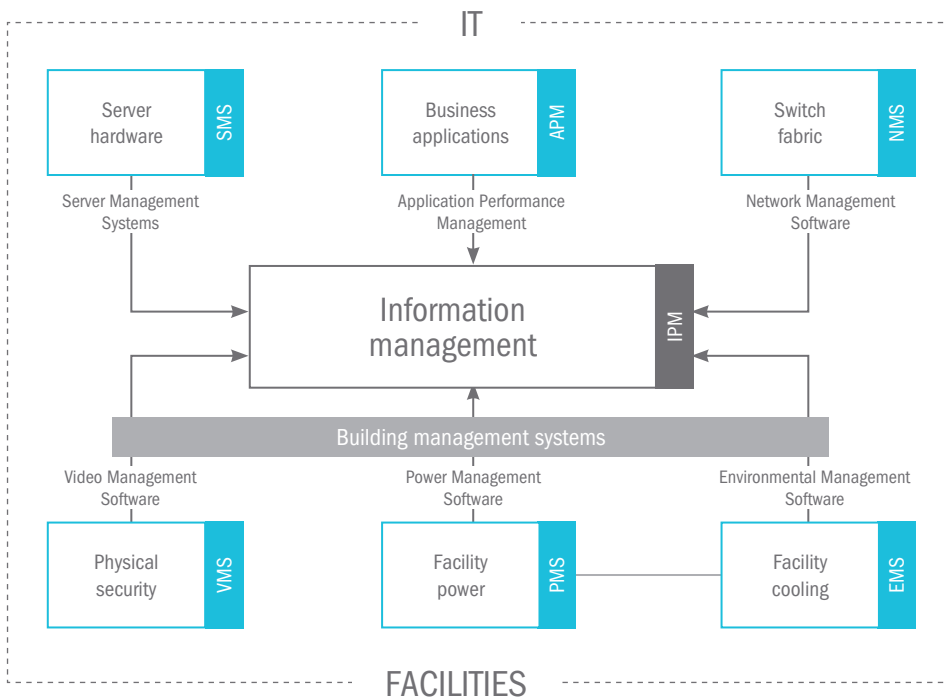 IT
Server
hardware
SMS
Business
applications
APM
Switch
fabric
NMS
Server Management
Systems
Application Performance
Management
Network Management
Software
Information
management
IPM
Building management systems
Video Management
Software
Power Management
Software
Environmental Management
Software
Physical
security
VMS
Facility
power
PMS
Facility
cooling
EMS
FACILITIES